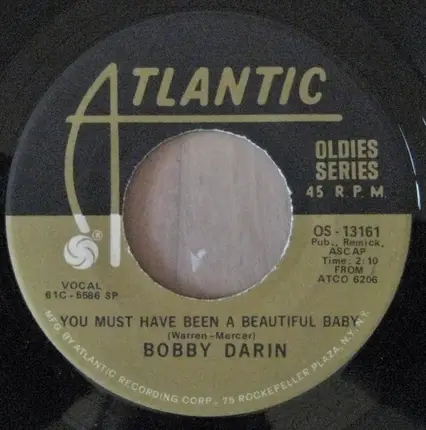 ATLANTIC
OLDIES
SERIES
45 R.P.M.
OS-13161
Pub., Remick,
ASCAP
Time: 2:10
FROM
ATCO 6206
®
VOCAL
61C-5586 SP
YOU MUST HAVE BEEN A BEAUTIFUL BABY
(Warren-Mercer)
BOBBY DARIN
MFG BY ATLANTIC RECORDING CORP., 75 ROCKEFELLER PLAZA, N.Y. N.Y.